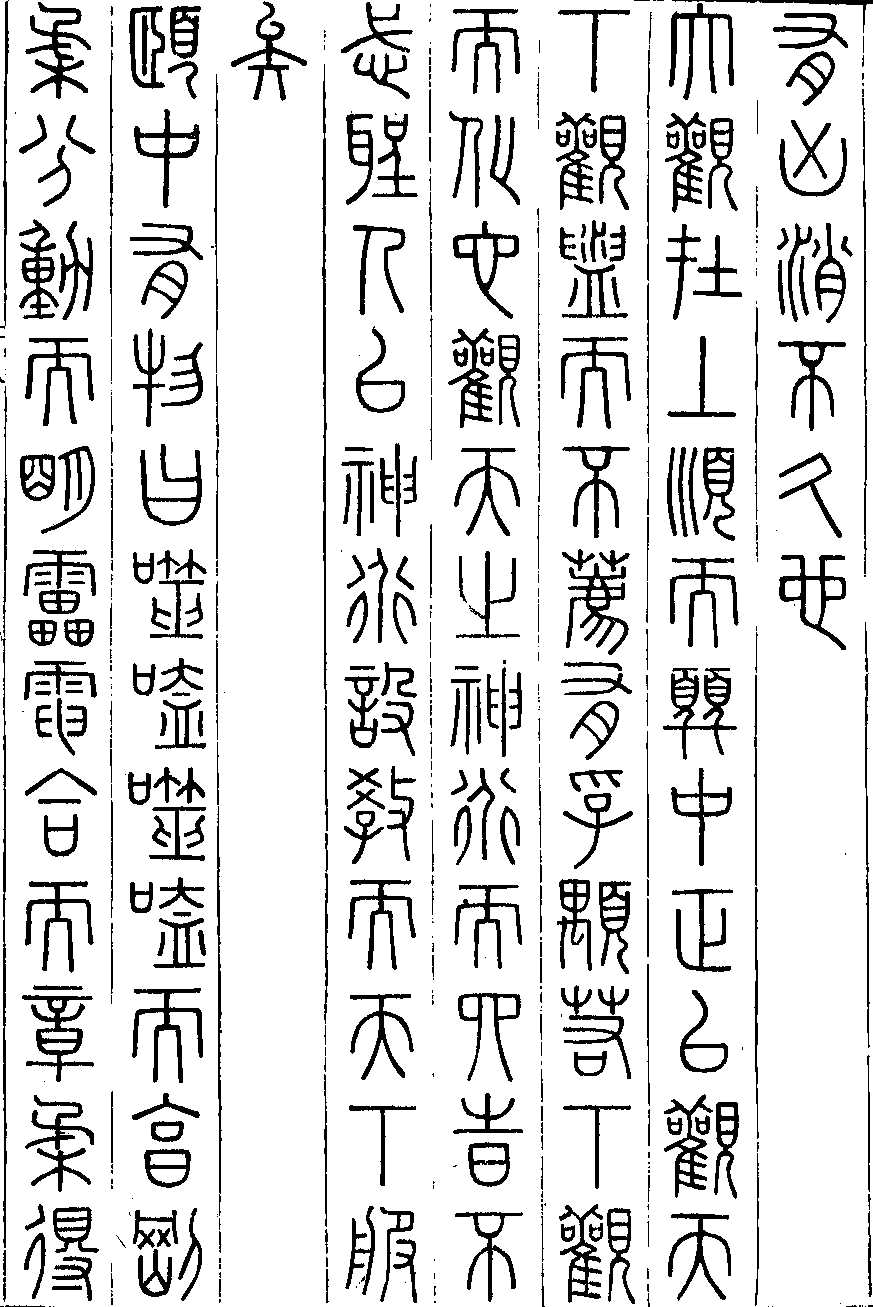 有凶消不久也
大觀在上順而巽中正以觀天
下觀盥而不薦有孚顒若下觀
而化也觀天之神道而四時不
忒聖人以神道設教而天下服
矣
頤中有物曰噬嗑噬嗑而亨剛
柔分動而明雷電合而章柔得